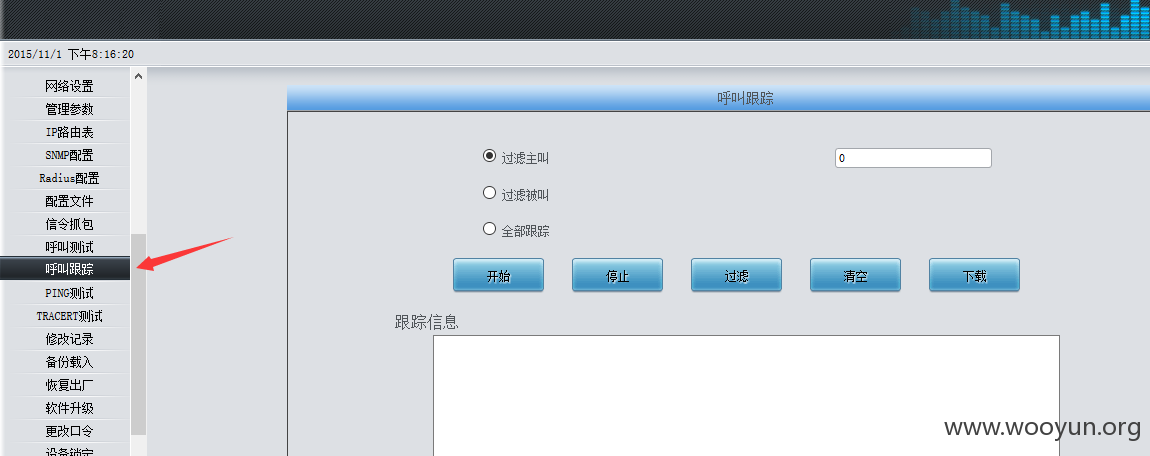 2015/11/1 下午8:16:20
网络设置
管理参数
IP路由表
SNMP配置
Radius配置
配置文件
信令抓包
呼叫测试
呼叫跟踪
PING测试
TRACERT测试
修改记录
备份载入
恢复出厂
软件升级
更改口令
设备锁定
呼叫跟踪
过滤主叫
0
过滤被叫
全部跟踪
开始
停止
过滤
清空
下载
跟踪信息
www.wooyun.org